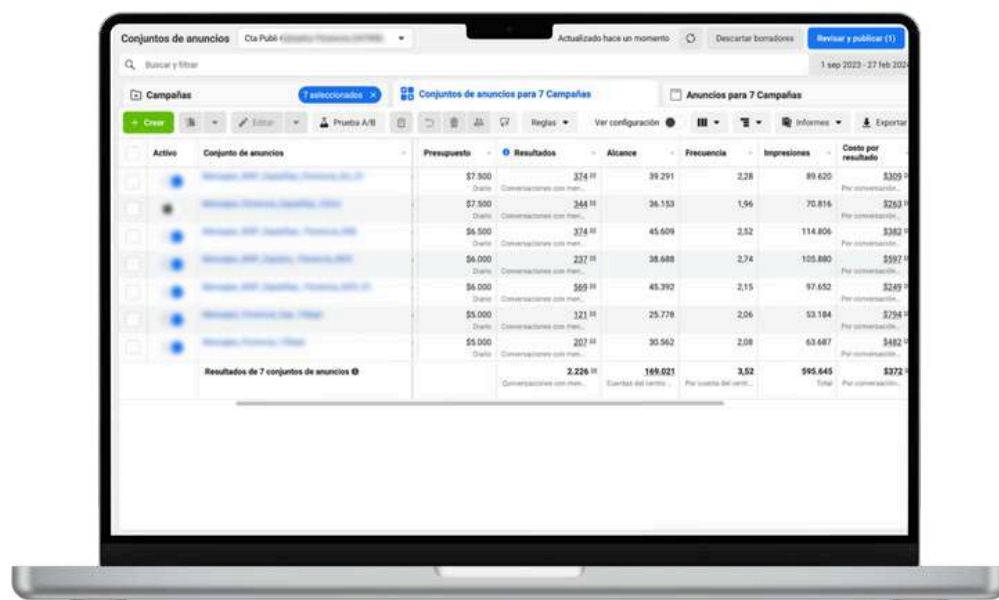 Conjuntos de anuncios Cta Publi Actualizado hace un momento Descartar borradores Revisar y publicar (1)
Buscar y filtrar 1 sep 2023 - 27 feb 2024
Campañas 7 seleccionados × Conjuntos de anuncios para 7 Campañas Anuncios para 7 Campañas
+ Crear Editar Prueba A/B Reglas Ver configuración Informes Exportar
Activo Conjunto de anuncios Presupuesto Resultados Alcance Frecuencia Impresiones Costo por resultado
$7.500 374 39.291 2,28 89.620 $309
Diario Conversaciones con men... Por conversación...
$7.500 344 36.153 1,96 70.816 $263
Diario Conversaciones con men... Por conversación...
$6.500 374 45.609 2,52 114.806 $382
Diario Conversaciones con men... Por conversación...
$6.000 237 38.688 2,74 105.880 $597
Diario Conversaciones con men... Por conversación...
$6.000 569 45.392 2,15 97.652 $249
Diario Conversaciones con men... Por conversación...
$5.000 121 25.778 2,06 53.184 $794
Diario Conversaciones con men... Por conversación...
$5.000 207 30.562 2,08 63.687 $482
Diario Conversaciones con men... Por conversación...
Resultados de 7 conjuntos de anuncios 2.226 169.021 3,52 595.645 $372
Conversaciones con men... Cuentas del centro ... Por cuenta del centr... Total Por conversación...